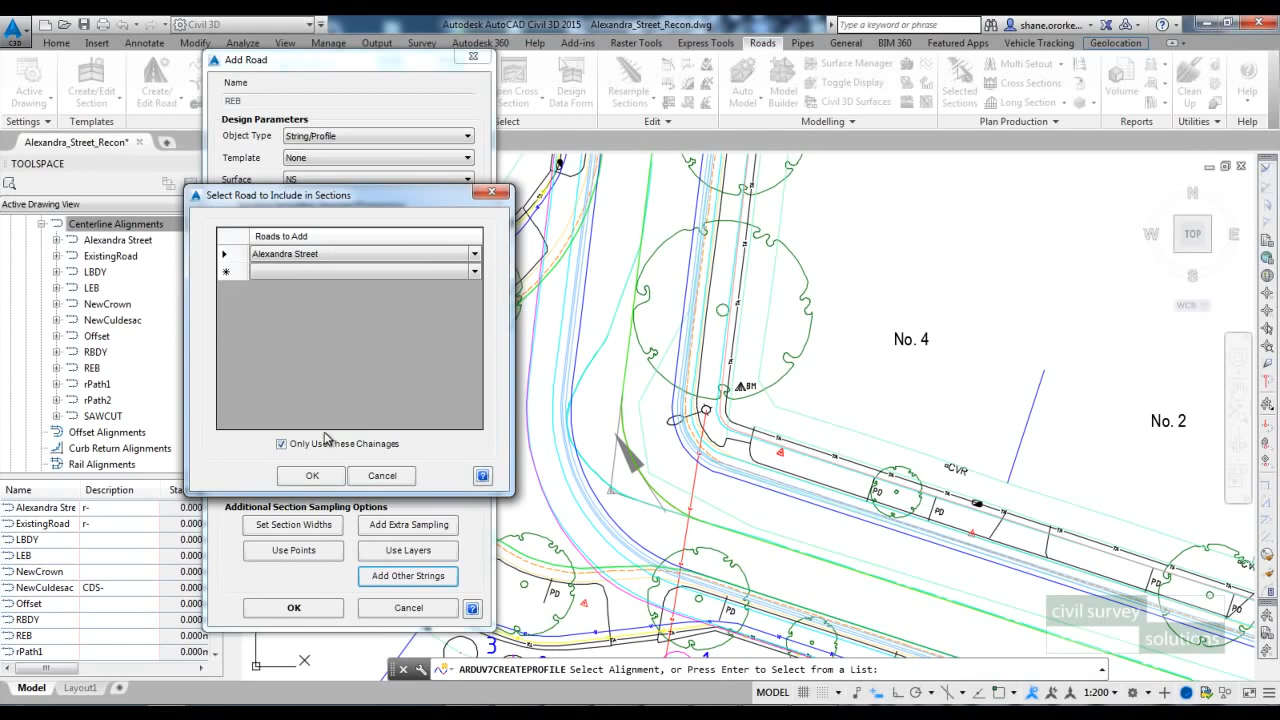 Civil 3D
Autodesk AutoCAD Civil 3D 2015 Alexandra_Street_Recon.dwg
Type a keyword or phrase
shane.ororke...
C3D
Home Insert Annotate Modify Analyze View Manage Output Survey Autodesk 360 Help Add-ins Raster Tools Express Tools Roads Pipes General BIM 360 Featured Apps Vehicle Tracking Geolocation
Active Drawing
Create/Edit Section
Create/ Edit Road
Settings
Templates
Cross Section
Design Data Form
Select
Resample Sections
Edit
Auto Model
Model Builder
Surface Manager
Toggle Display
Civil 3D Surfaces
Modelling
Selected Sections
Multi Setout
Cross Sections
Long Section
Plan Production
Volume
Reports
Clean Up
Utilities
Help
Help
Alexandra_Street_Recon*
TOOLSPACE
Active Drawing View
Centerline Alignments
Alexandra Street
ExistingRoad
LBDY
LEB
NewCrown
NewCuldesac
Offset
RBDY
REB
rPath1
rPath2
SAWCUT
Offset Alignments
Curb Return Alignments
Rail Alignments
Name Description Sta
Alexandra Stre r- 0.000
ExistingRoad r- 0.000
LBDY 0.000
LEB 0.000
NewCrown 0.000
NewCuldesac CDS- 0.000
Offset 0.000
RBDY 0.000
REB 0.000m
rPath1 0.000m
Add Road
Name
REB
Design Parameters
Object Type String/Profile
Template None
Surface NS
Select Road to Include in Sections
Roads to Add
Alexandra Street
Only Use These Chainages
OK Cancel
Additional Section Sampling Options
Set Section Widths Add Extra Sampling
Use Points Use Layers
Add Other Strings
OK Cancel
N
W TOP E
S
WCS
No. 4
No. 2
BM
CVR
PD
PD
PD
PD
PD
PD
PD
3
civil survey
solutions
X
ARDUV7CREATEPROFILE Select Alignment, or Press Enter to Select from a List:
Model Layout1
MODEL
1:200